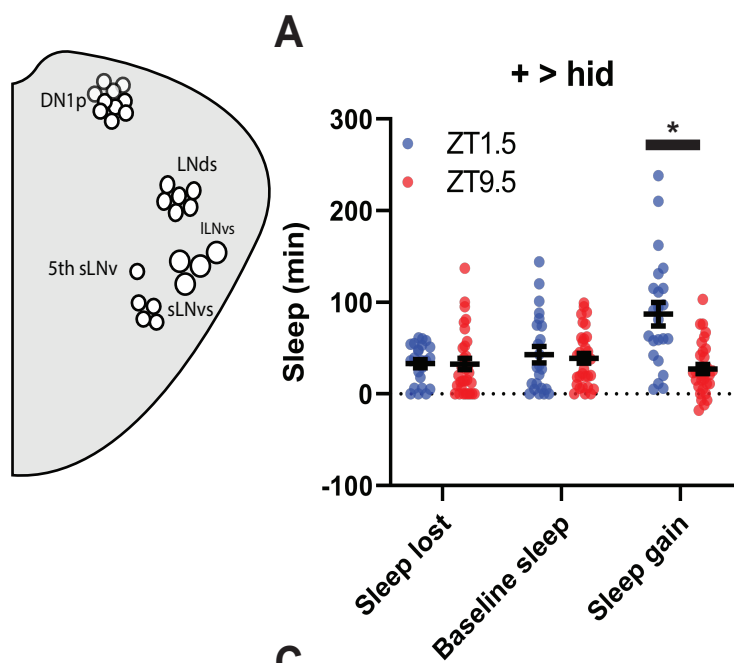 A
+ > hid
DN1p
LNds
lLNvs
5th sLNv
sLNvs
Sleep (min)
300
200
100
0
-100
ZT1.5
ZT9.5
*
Sleep lost
Baseline sleep
Sleep gain